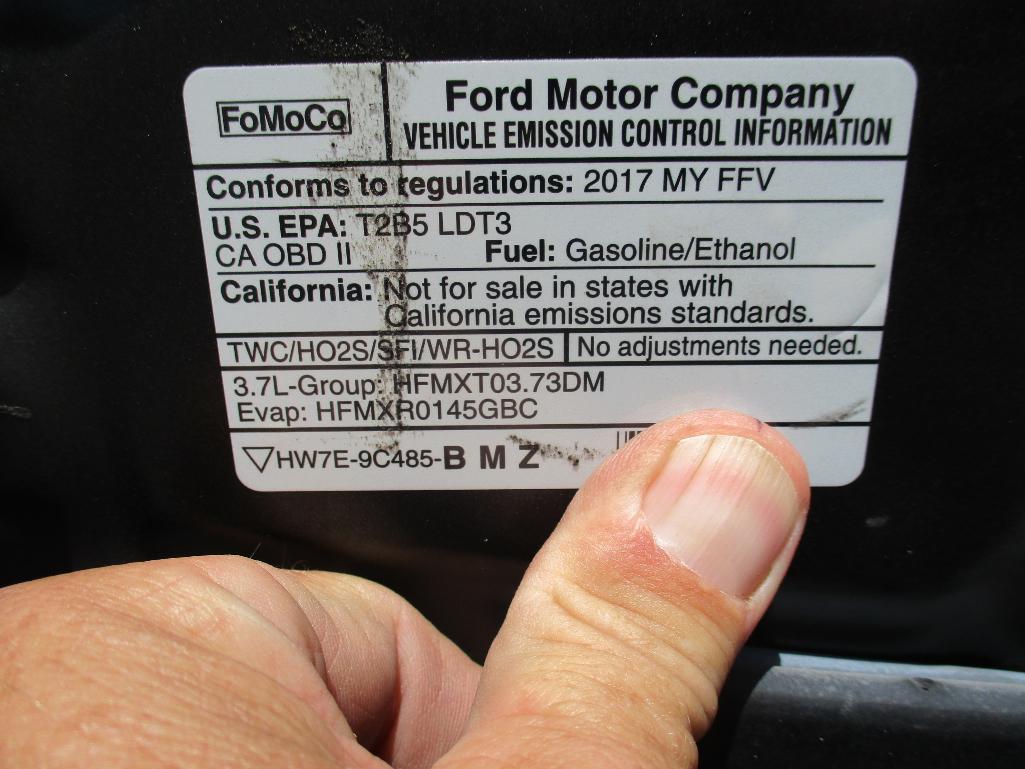 FoMoCo
Ford Motor Company
VEHICLE EMISSION CONTROL INFORMATION
Conforms to regulations: 2017 MY FFV
U.S. EPA: T2B5 LDT3
CA OBD II Fuel: Gasoline/Ethanol
California: Not for sale in states with
California emissions standards.
TWC/HO2S/SFI/WR-HO2S No adjustments needed.
3.7L-Group: HFMXT03.73DM
Evap: HFMXR0145GBC
HW7E-9C485-B M Z